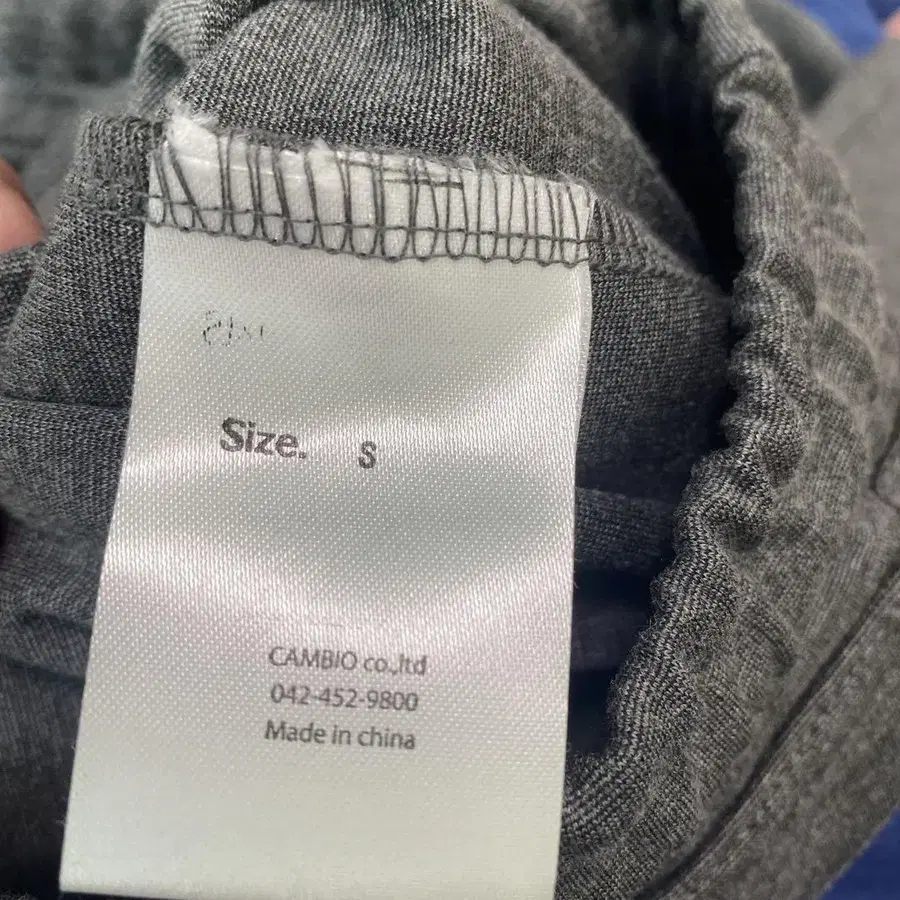 Size. S
CAMBIO co.,ltd
042-452-9800
Made in china